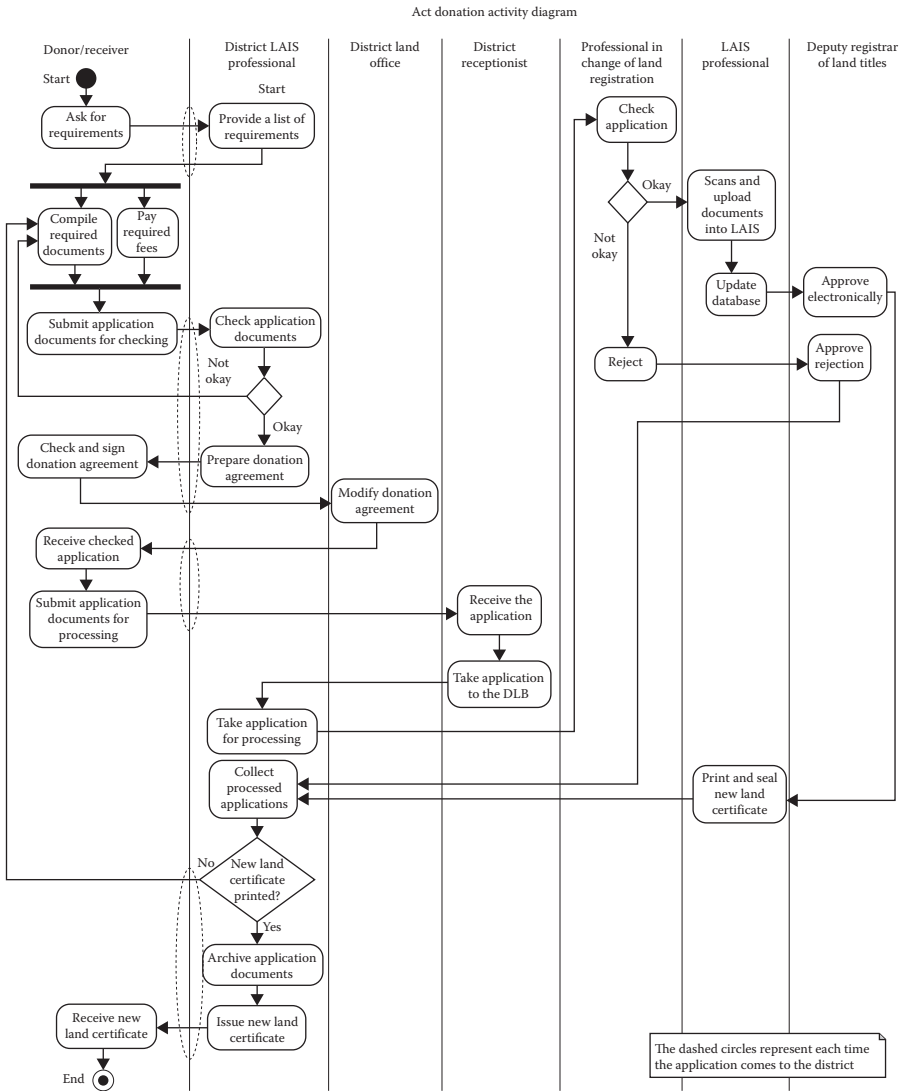 Act donation activity diagram
Donor/receiver
District LAIS
professional
District land
office
District
receptionist
Professional in
change of land
registration
LAIS
professional
Deputy registrar
of land titles
Start
Start
Ask for
requirements
Provide a list of
requirements
Check
application
Okay
Not
okay
Scans and
upload
documents
into LAIS
Compile
required
documents
Pay
required
fees
Update
database
Approve
electronically
Submit application
documents for checking
Check application
documents
Not
okay
Okay
Reject
Approve
rejection
Check and sign
donation agreement
Prepare donation
agreement
Modify donation
agreement
Receive checked
application
Submit application
documents for
processing
Receive the
application
Take application
to the DLB
Take application
for processing
Collect
processed
applications
Print and seal
new land
certificate
No
New land
certificate
printed?
Yes
Archive application
documents
Receive new
land certificate
Issue new land
certificate
End
The dashed circles represent each time
the application comes to the district